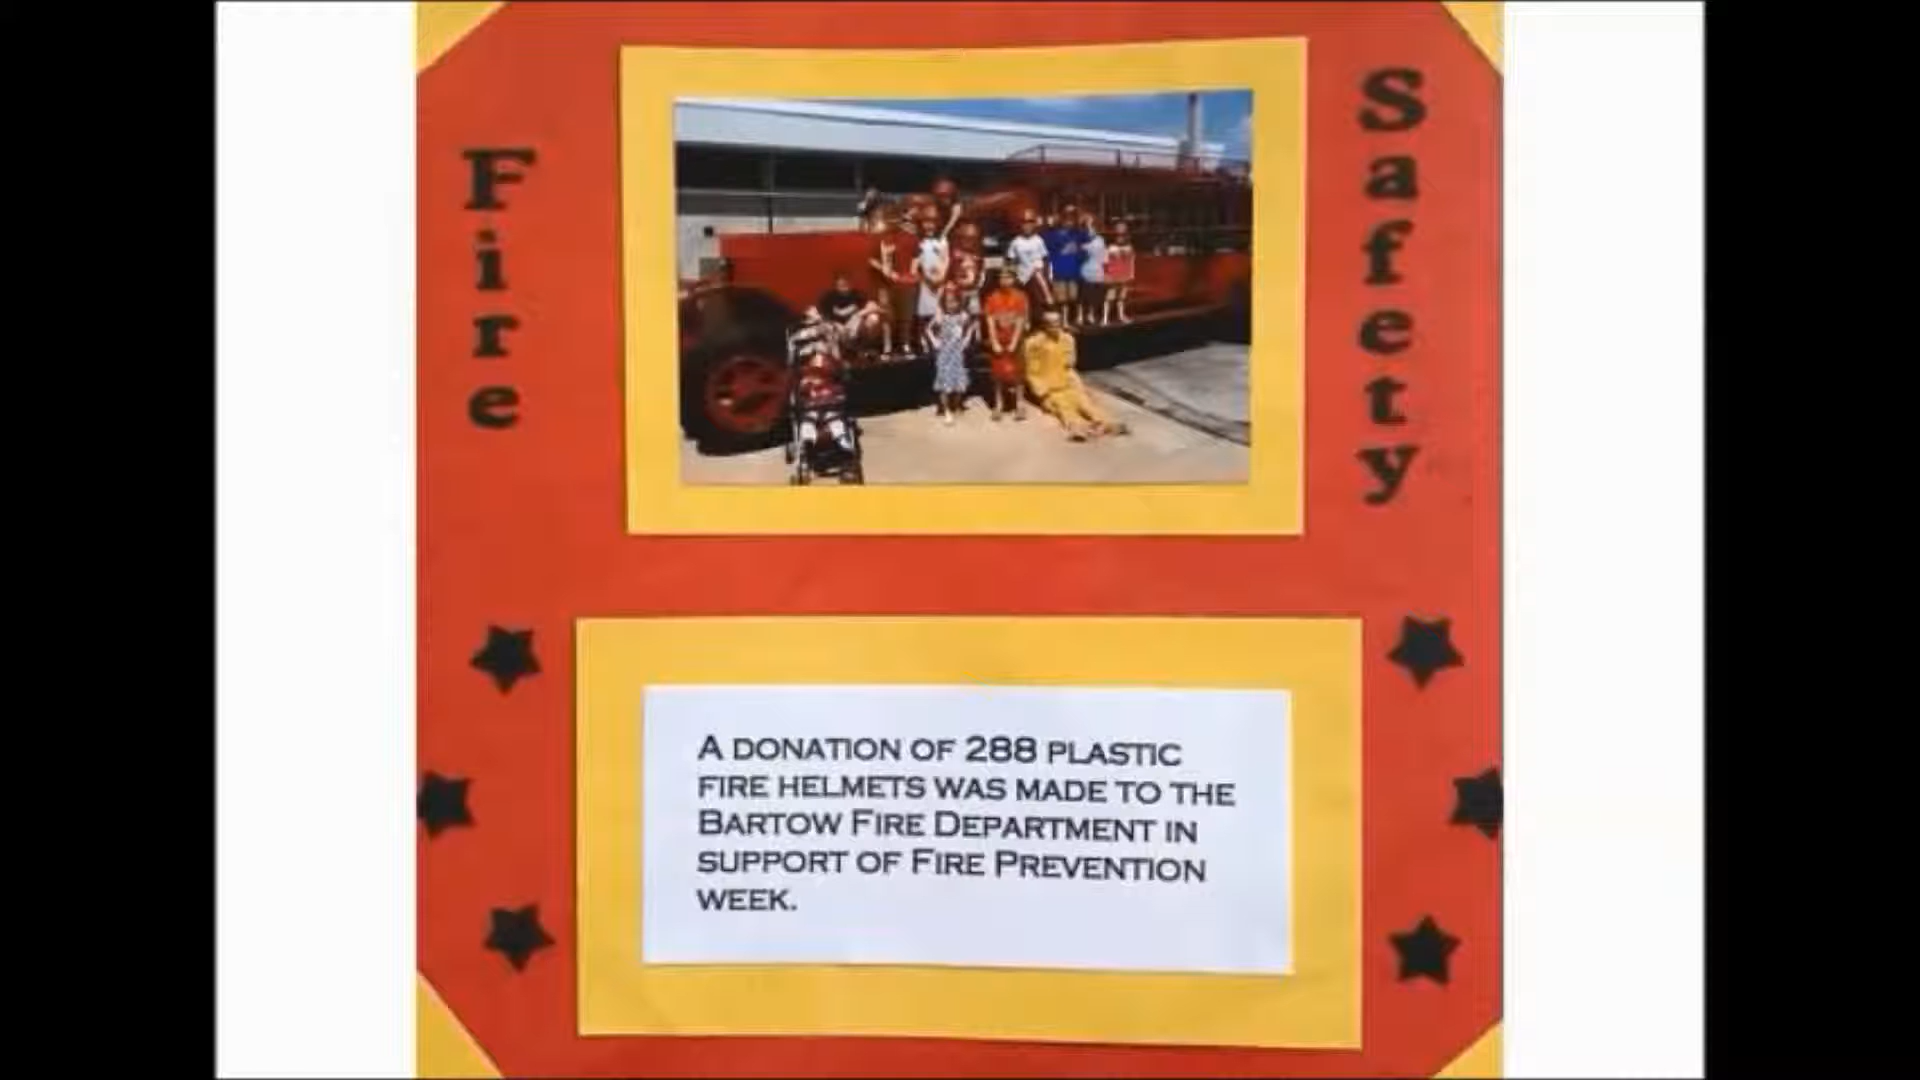 Fire
Safety
A DONATION OF 288 PLASTIC
FIRE HELMETS WAS MADE TO THE
BARTOW FIRE DEPARTMENT IN
SUPPORT OF FIRE PREVENTION
WEEK.